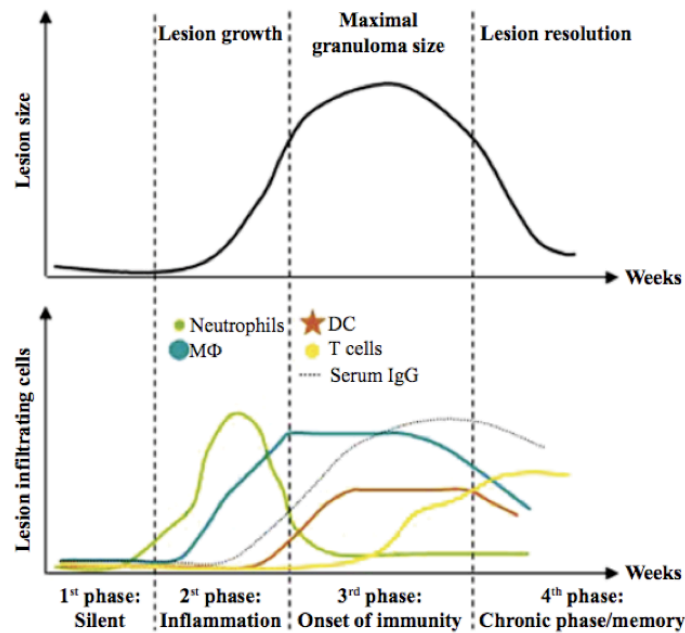 Lesion growth
Maximal
granuloma size
Lesion resolution
Lesion size
Weeks
Neutrophils
DC
MΦ
T cells
Serum IgG
Lesion infiltrating cells
Weeks
1st phase:
Silent
2nd phase:
Inflammation
3rd phase:
Onset of immunity
4th phase:
Chronic phase/memory